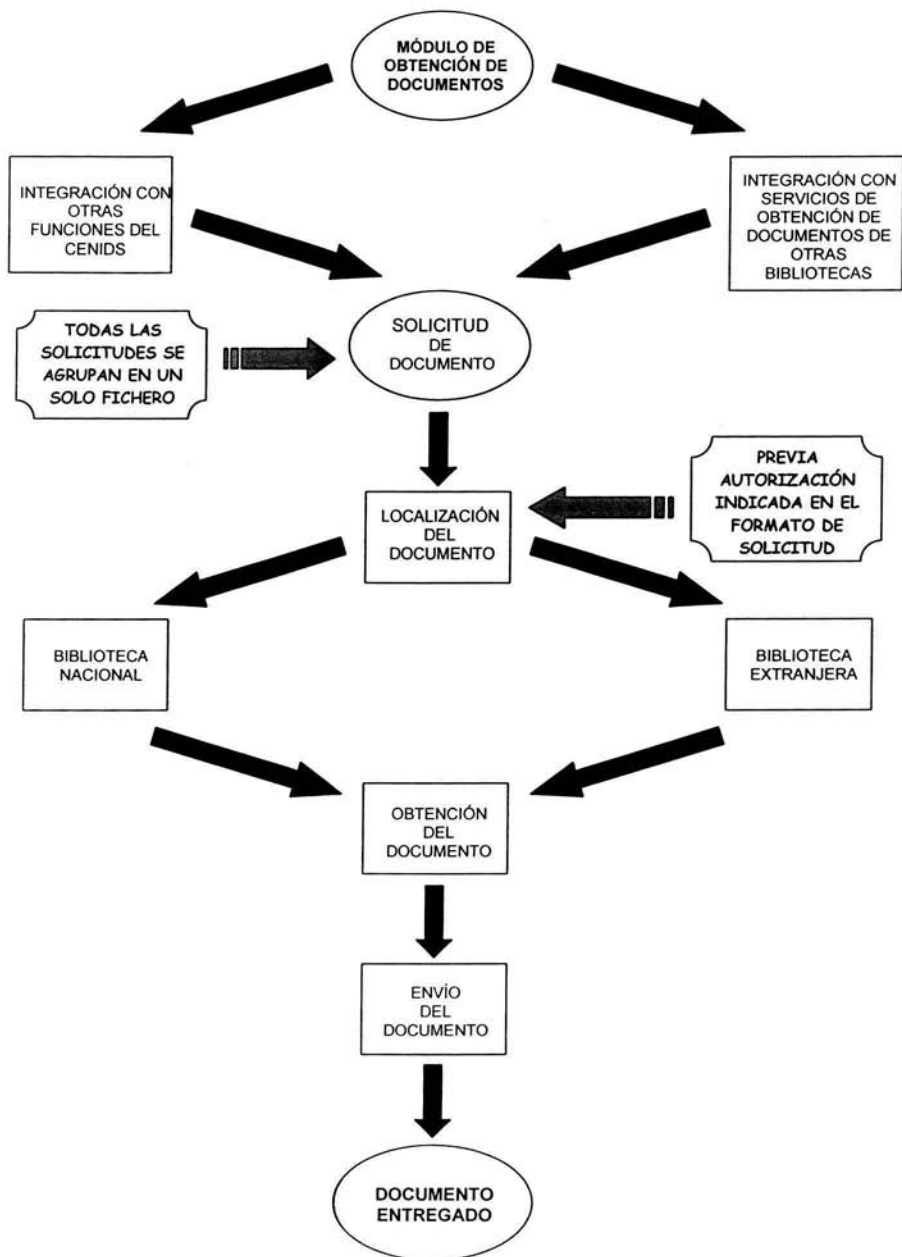 MÓDULO DE
OBTENCIÓN DE
DOCUMENTOS
INTEGRACIÓN CON
OTRAS
FUNCIONES DEL
CENIDS
INTEGRACIÓN CON
SERVICIOS DE
OBTENCIÓN DE
DOCUMENTOS DE
OTRAS
BIBLIOTECAS
SOLICITUD
DE
DOCUMENTO
TODAS LAS
SOLICITUDES SE
AGRUPAN EN UN
SOLO FICHERO
LOCALIZACIÓN
DEL
DOCUMENTO
PREVIA
AUTORIZACIÓN
INDICADA EN EL
FORMATO DE
SOLICITUD
BIBLIOTECA
NACIONAL
BIBLIOTECA
EXTRANJERA
OBTENCIÓN
DEL
DOCUMENTO
ENVÍO
DEL
DOCUMENTO
DOCUMENTO
ENTREGADO